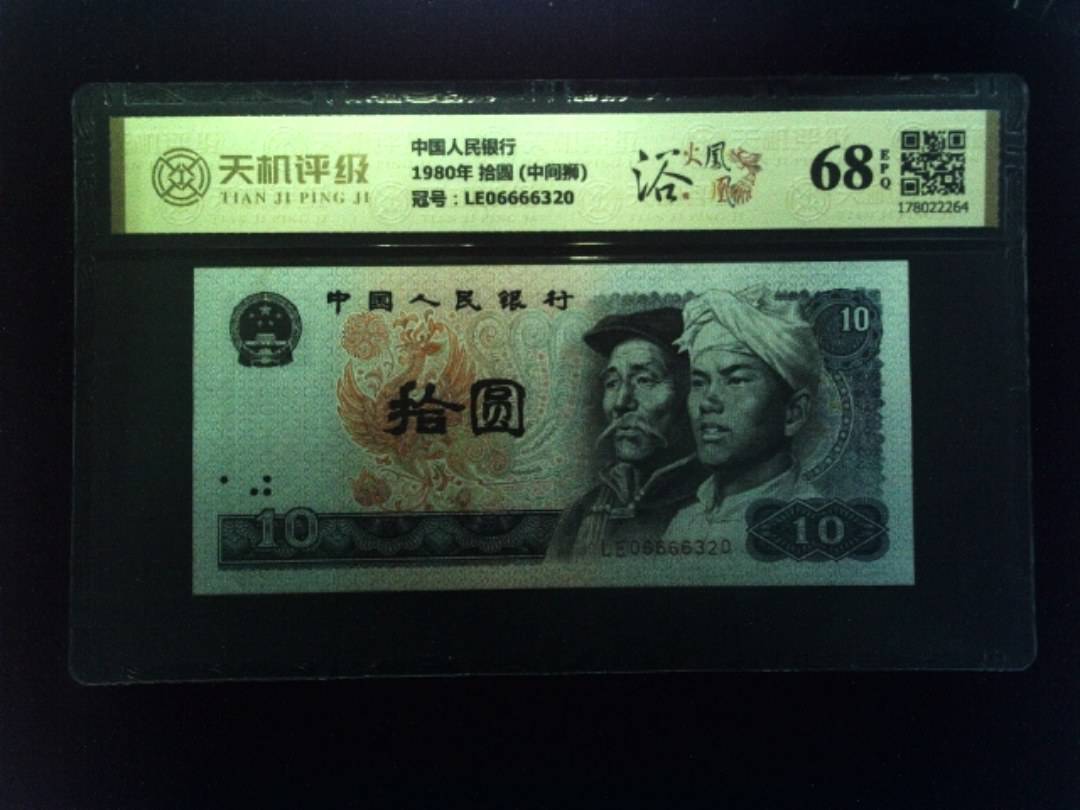 天机评级
TIAN JI PING JI
中国人民银行
1980年 拾圆 (中间狮)
冠号：LE06666320
浴火凤凰
68
EPQ
178022264
中國人民銀行
10
拾圆
10
LE06666320
10